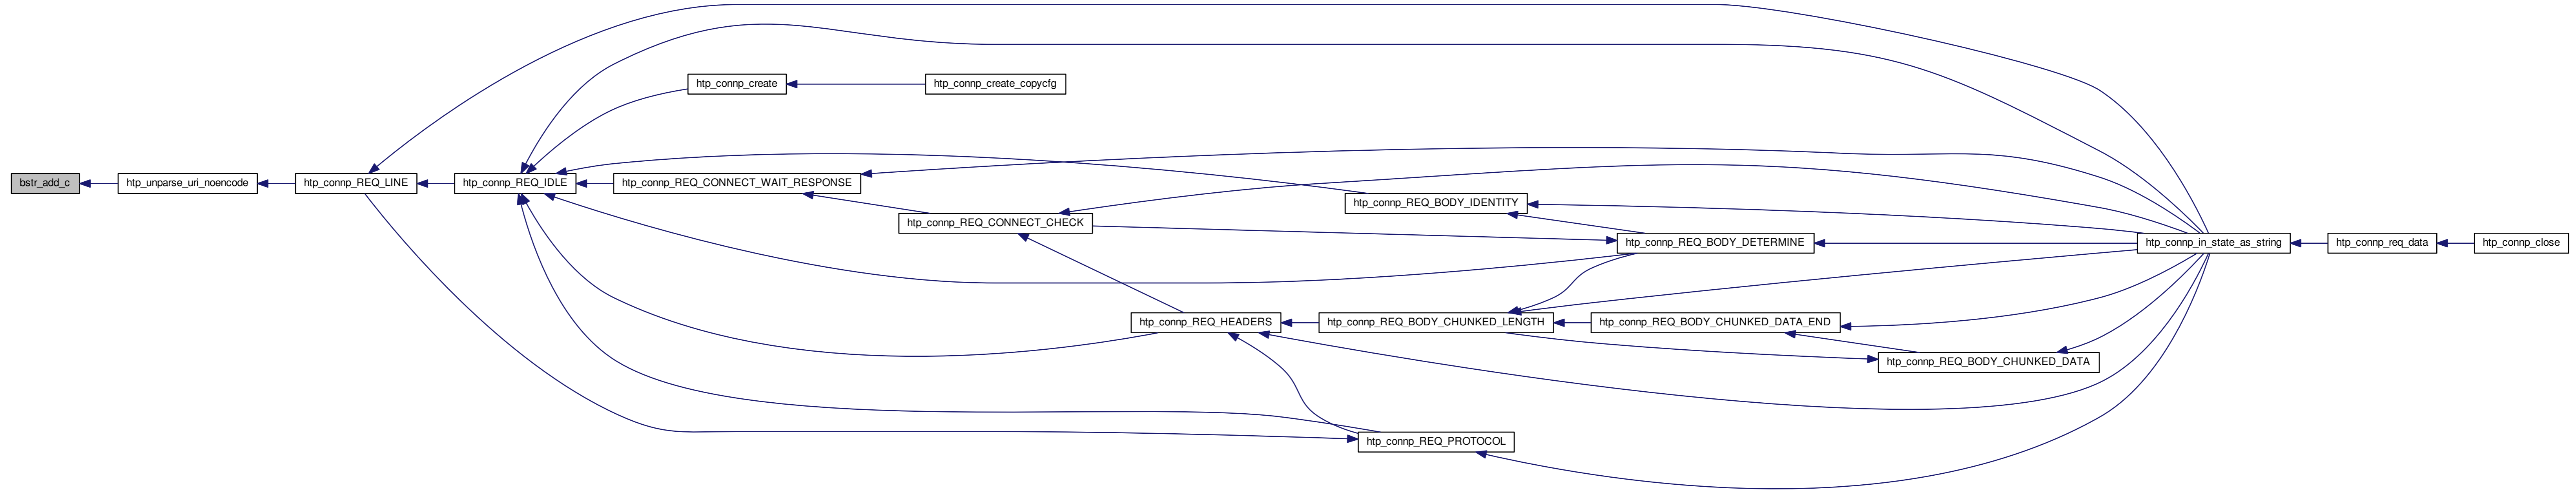 htp_connp_create
htp_connp_create_copycfg
bstr_add_c
htp_unparse_uri_noencode
htp_connp_REQ_LINE
htp_connp_REQ_IDLE
htp_connp_REQ_CONNECT_WAIT_RESPONSE
htp_connp_REQ_BODY_IDENTITY
htp_connp_REQ_CONNECT_CHECK
htp_connp_REQ_BODY_DETERMINE
htp_connp_in_state_as_string
htp_connp_req_data
htp_connp_close
htp_connp_REQ_HEADERS
htp_connp_REQ_BODY_CHUNKED_LENGTH
htp_connp_REQ_BODY_CHUNKED_DATA_END
htp_connp_REQ_BODY_CHUNKED_DATA
htp_connp_REQ_PROTOCOL